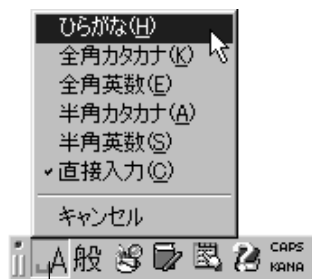 ひらがな(H)
全角カタカナ(K)
全角英数(E)
半角カタカナ(A)
半角英数(S)
直接入力(C)
キャンセル
_A 般 CAPS
KANA